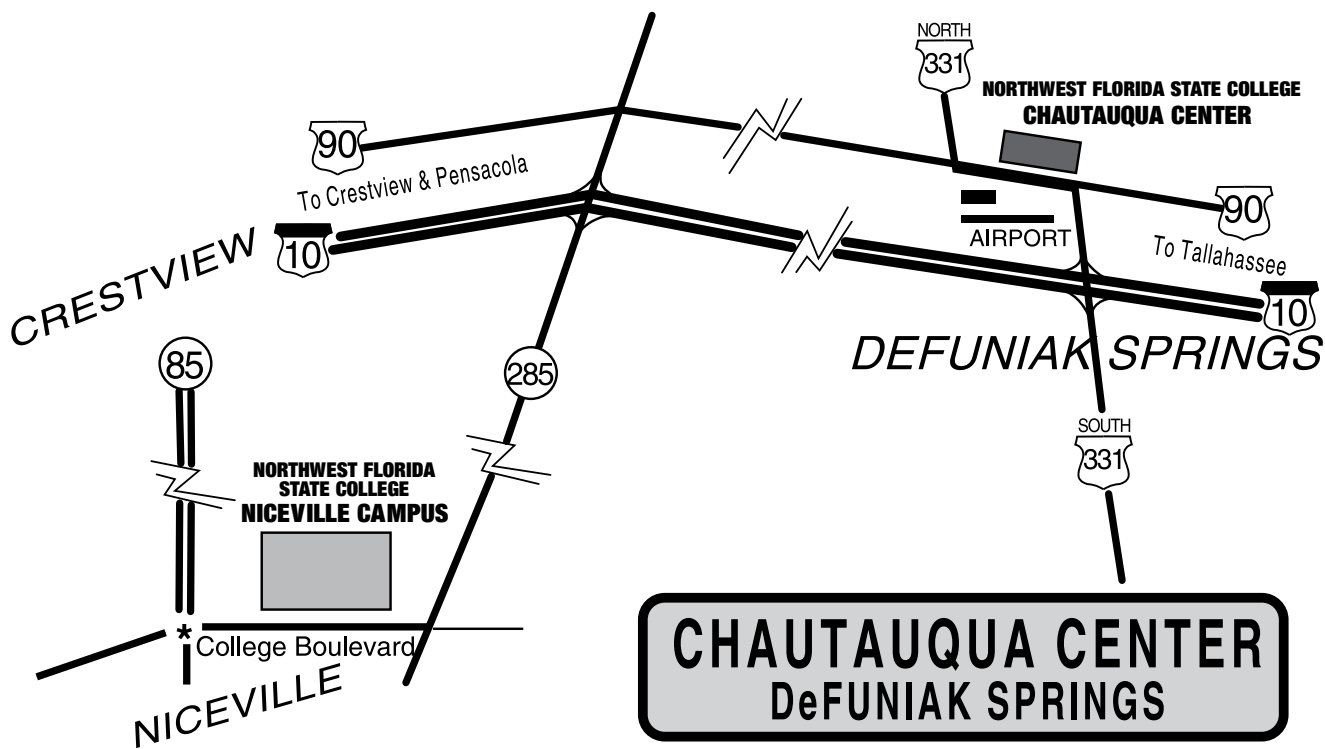 NORTH
331
NORTHWEST FLORIDA STATE COLLEGE
CHAUTAUQUA CENTER
90
To Crestview & Pensacola
90
AIRPORT
To Tallahassee
CRESTVIEW
10
10
DEFUNIAK SPRINGS
85
285
SOUTH
331
NORTHWEST FLORIDA
STATE COLLEGE
NICEVILLE CAMPUS
*
College Boulevard
NICEVILLE
CHAUTAUQUA CENTER
DeFUNIAK SPRINGS